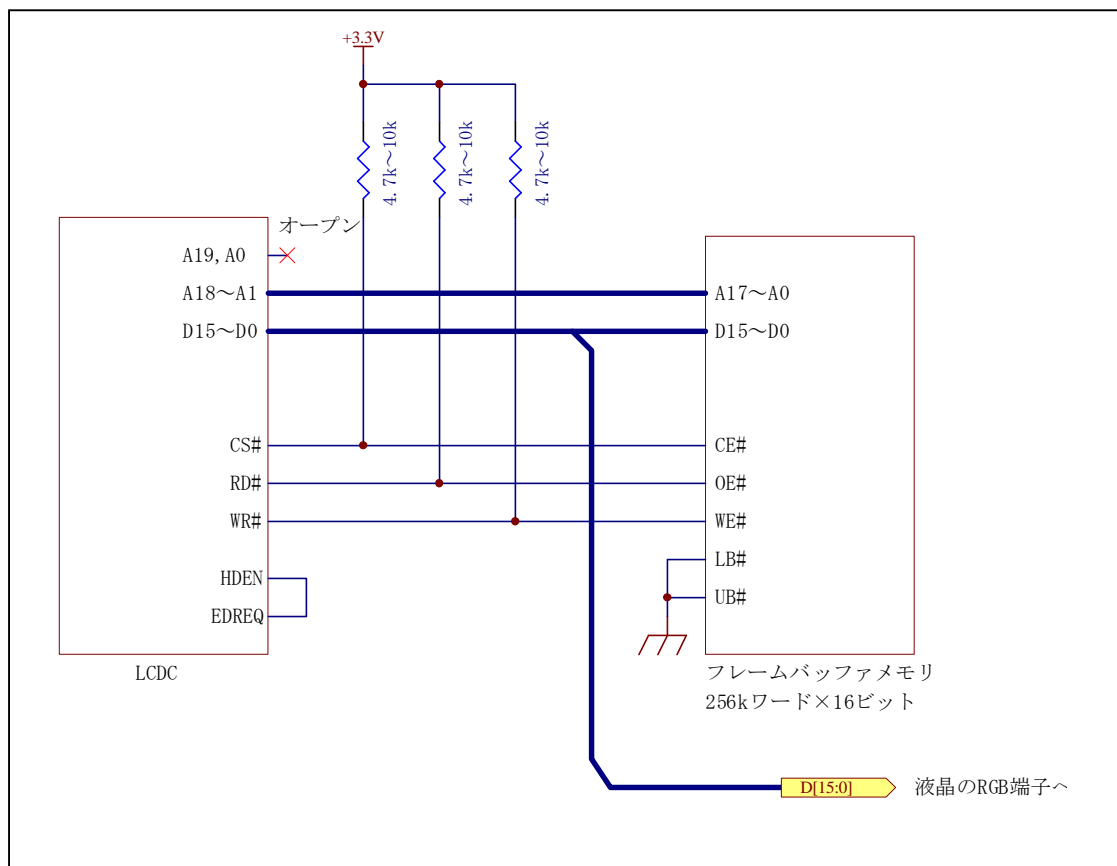 +3.3V
4.7k～10k
4.7k～10k
4.7k～10k
オープン
A19,A0
A18～A1
D15～D0
CS#
RD#
WR#
HDEN
EDREQ
LCDC
A17～A0
D15～D0
CE#
OE#
WE#
LB#
UB#
フレームバッファメモリ
256kワード×16ビット
D[15:0]
液晶のRGB端子へ